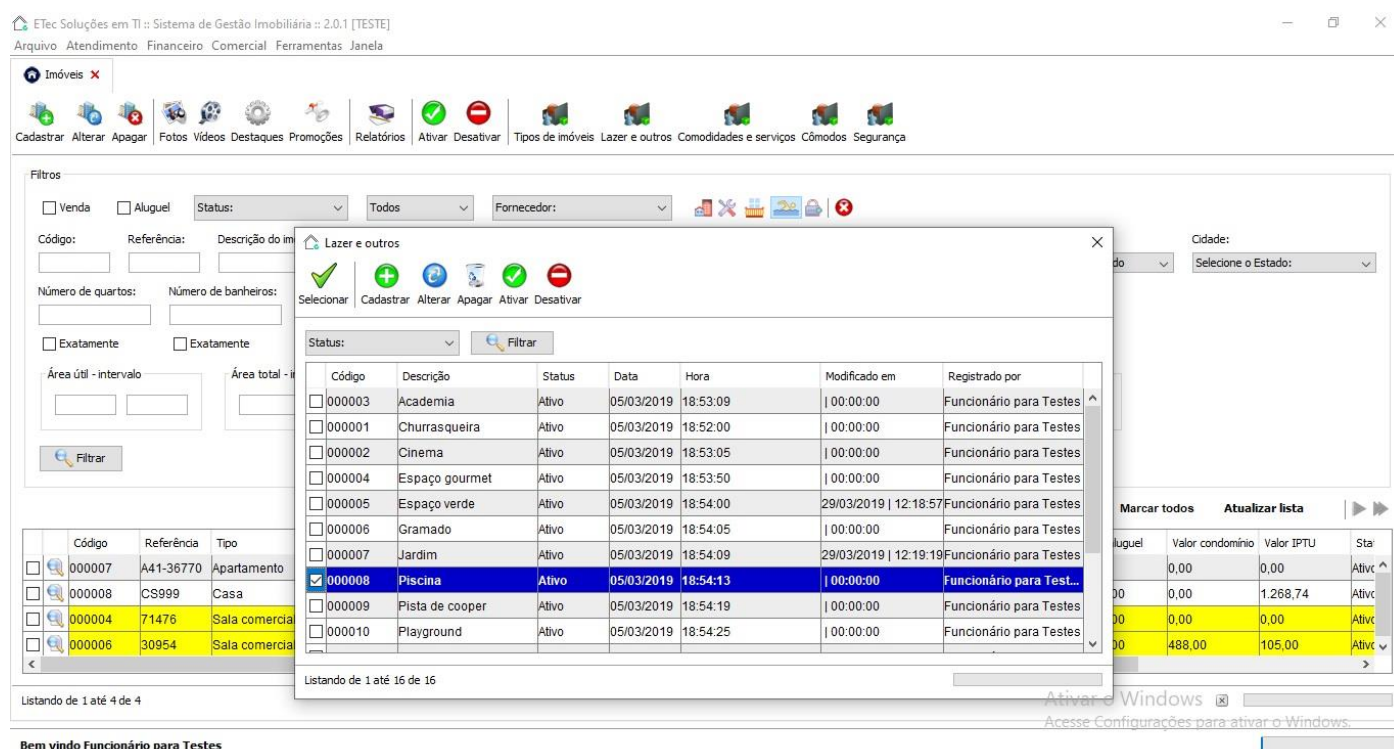 ETec Soluções em TI :: Sistema de Gestão Imobiliária :: 2.0.1 [TESTE]
Arquivo Atendimento Financeiro Comercial Ferramentas Janela
Imóveis
Cadastrar Alterar Apagar Fotos Vídeos Destaques Promoções Relatórios Ativar Desativar Tipos de imóveis Lazer e outros Comodidades e serviços Cômodos Segurança
Filtros
Venda Aluguel Status: Todos Fornecedor:
Código: Referência: Descrição do im Cidade:
do Selecione o Estado:
Número de quartos: Número de banheiros:
Exatamente Exatamente
Área útil - intervalo Área total - i
Filtrar
Lazer e outros
Selecionar Cadastrar Alterar Apagar Ativar Desativar
Status: Filtrar
Código Descrição Status Data Hora Modificado em Registrado por
000003 Academia Ativo 05/03/2019 18:53:09 | 00:00:00 Funcionário para Testes
000001 Churrasqueira Ativo 05/03/2019 18:52:00 | 00:00:00 Funcionário para Testes
000002 Cinema Ativo 05/03/2019 18:53:05 | 00:00:00 Funcionário para Testes
000004 Espaço gourmet Ativo 05/03/2019 18:53:50 | 00:00:00 Funcionário para Testes
000005 Espaço verde Ativo 05/03/2019 18:54:00 29/03/2019 | 12:18:57 Funcionário para Testes
000006 Gramado Ativo 05/03/2019 18:54:05 | 00:00:00 Funcionário para Testes
000007 Jardim Ativo 05/03/2019 18:54:09 29/03/2019 | 12:19:19 Funcionário para Testes
000008 Piscina Ativo 05/03/2019 18:54:13 | 00:00:00 Funcionário para Test...
000009 Pista de cooper Ativo 05/03/2019 18:54:19 | 00:00:00 Funcionário para Testes
000010 Playground Ativo 05/03/2019 18:54:25 | 00:00:00 Funcionário para Testes
Listando de 1 até 16 de 16
Marcar todos Atualizar lista
Código Referência Tipo luguel Valor condomínio Valor IPTU Sta
000007 A41-36770 Apartamento 0,00 0,00 Ativo
000008 CS999 Casa 00 0,00 1.268,74 Ativo
000004 71476 Sala comercial 00 0,00 0,00 Ativo
000006 30954 Sala comercial 00 488,00 105,00 Ativo
Listando de 1 até 4 de 4
Ativar o Windows
Acesse Configurações para ativar o Windows.
Bem vindo Funcionário para Testes